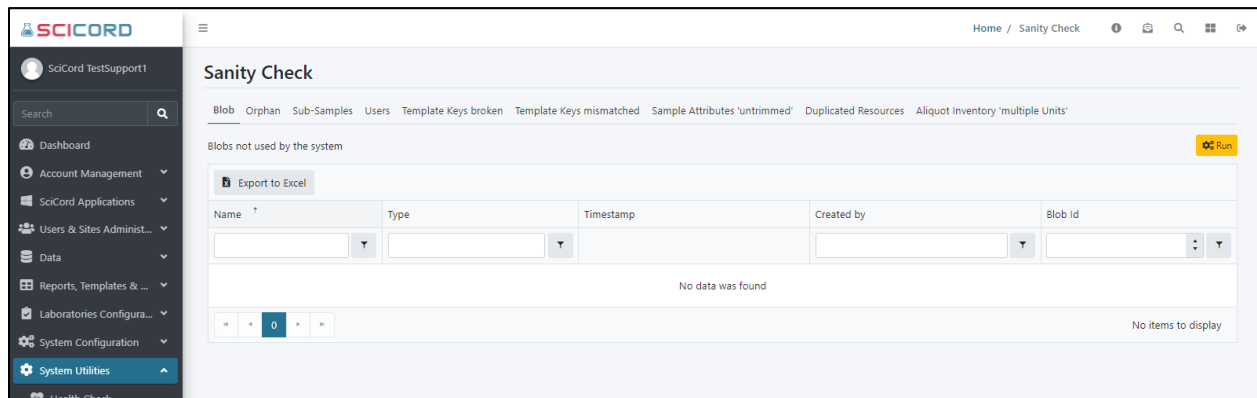 SCICORD
Home / Sanity Check
SciCord TestSupport1
Search
Dashboard
Account Management
SciCord Applications
Users & Sites Administ...
Data
Reports, Templates & ...
Laboratories Configura...
System Configuration
System Utilities
Health Check
Sanity Check
Blob Orphan Sub-Samples Users Template Keys broken Template Keys mismatched Sample Attributes 'untrimmed' Duplicated Resources Aliquot Inventory 'multiple Units'
Blobs not used by the system Run
Export to Excel
Name ↑ Type Timestamp Created by Blob Id
No data was found
0 No items to display